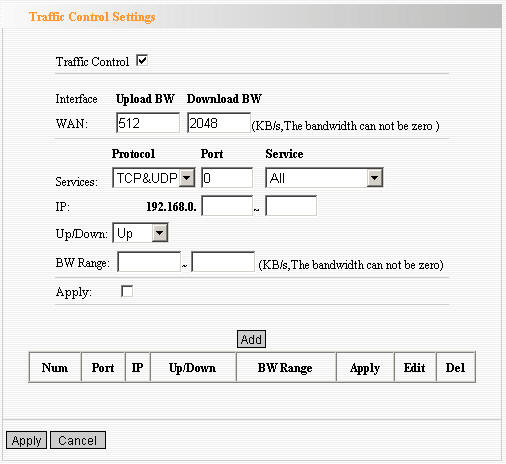 Traffic Control Settings
Traffic Control
Interface Upload BW Download BW
WAN: 512 2048 (KB/s,The bandwidth can not be zero )
Protocol Port Service
Services: TCP&UDP 0 All
IP: 192.168.0. ~
Up/Down: Up
BW Range: ~ (KB/s,The bandwidth can not be zero)
Apply:
Add
Num Port IP Up/Down BW Range Apply Edit Del
Apply Cancel